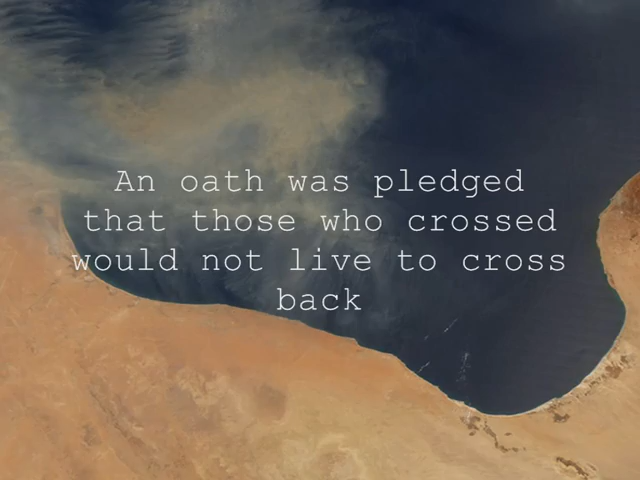 An oath was pledged
that those who crossed
would not live to cross
back